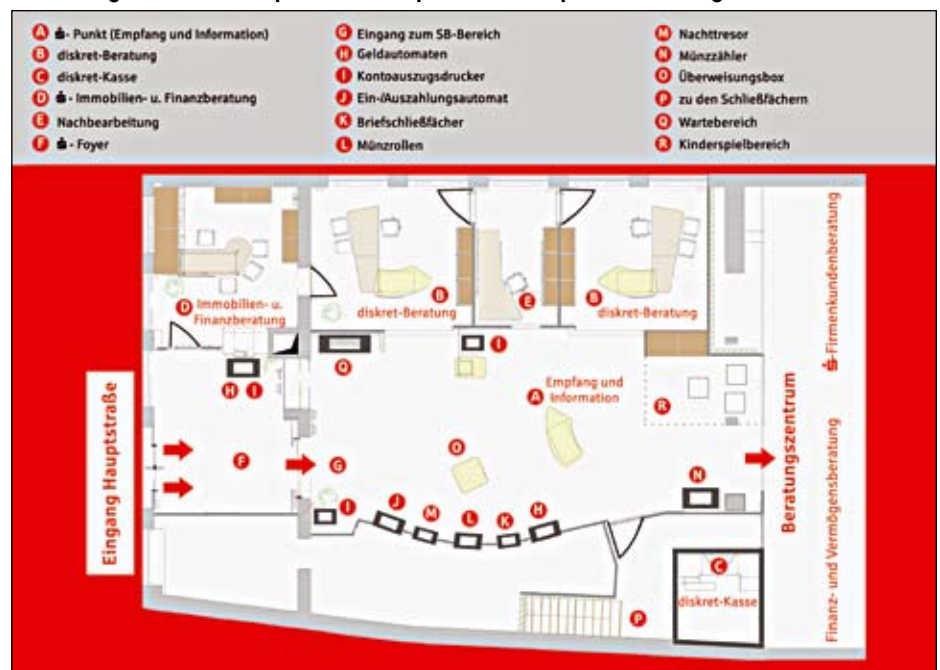 A - Punkt (Empfang und Information)
B diskret-Beratung
C diskret-Kasse
D - Immobilien- u. Finanzberatung
E Nachbearbeitung
F - Foyer
G Eingang zum SB-Bereich
H Geldautomaten
I Kontoauszugsdrucker
J Ein-/Auszahlungsautomat
K Briefschließfächer
L Münzrollen
M Nachttresor
N Münzzähler
O Überweisungsbox
P zu den Schließfächern
Q Wartebereich
R Kinderspielbereich
D Immobilien- u.
Finanzberatung
B
diskret-Beratung
E
B
diskret-Beratung
H I
Q
I
A Empfang und
Information
R
Eingang Hauptstraße
F
G
O
N
I
J
M
L
K
H
C
diskret-Kasse
P
Beratungszentrum
-Firmenkundenberatung
Finanz- und Vermögensberatung